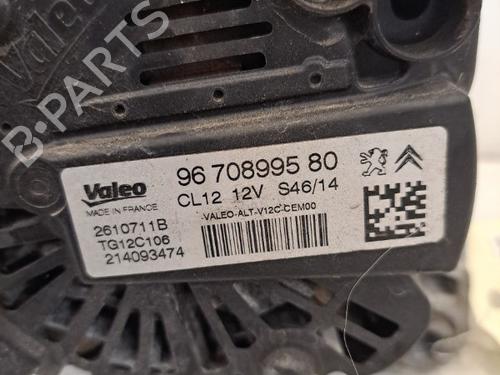 Valeo
B-Parts
Valeo
MADE IN FRANCE
96 708995 80
CL12 12V S46/14
VALEO-ALT-V12C-CEM00
2610711B
TG12C106
214093474